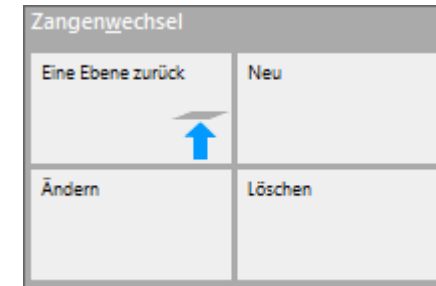 Zangenwechsel
Eine Ebene zurück
Neu
Ändern
Löschen